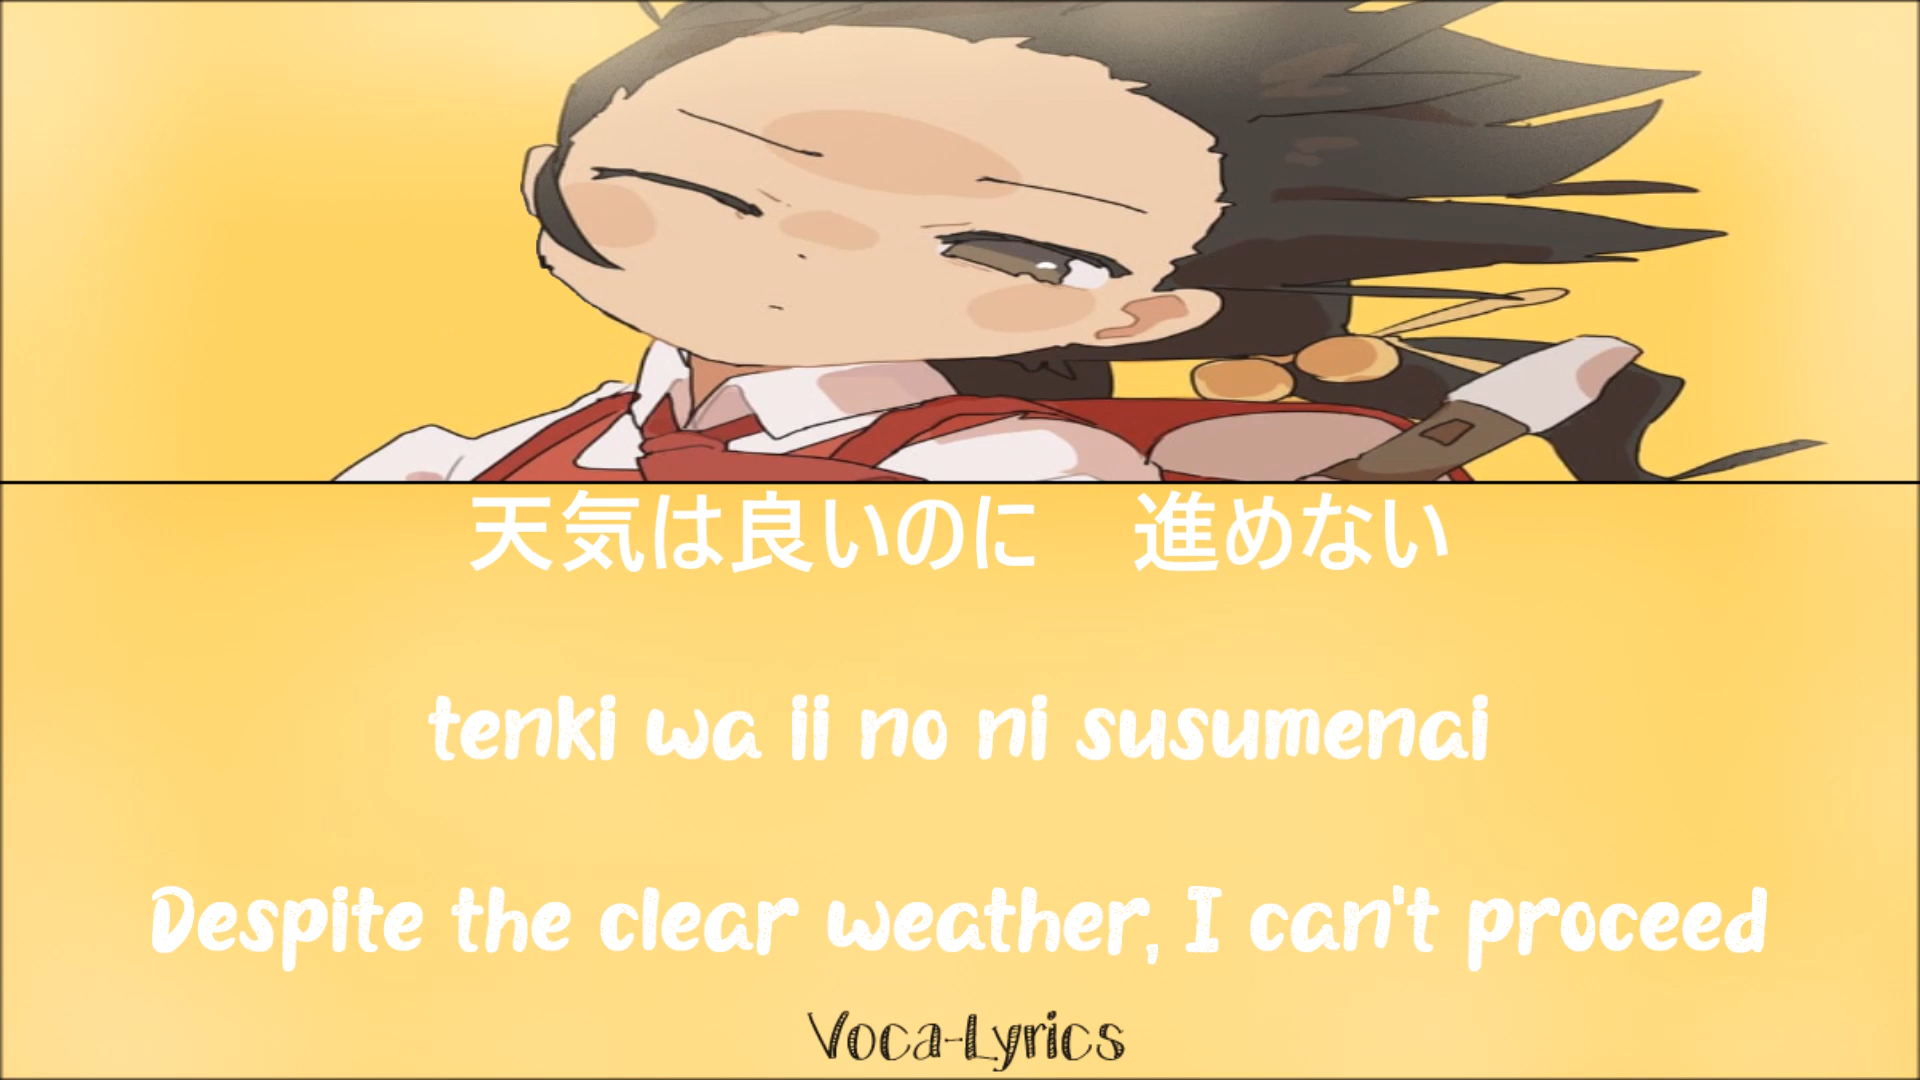 天気は良いのに　進めない
tenki wa ii no ni susumenai
Despite the clear weather, I can't proceed
Voca-Lyrics